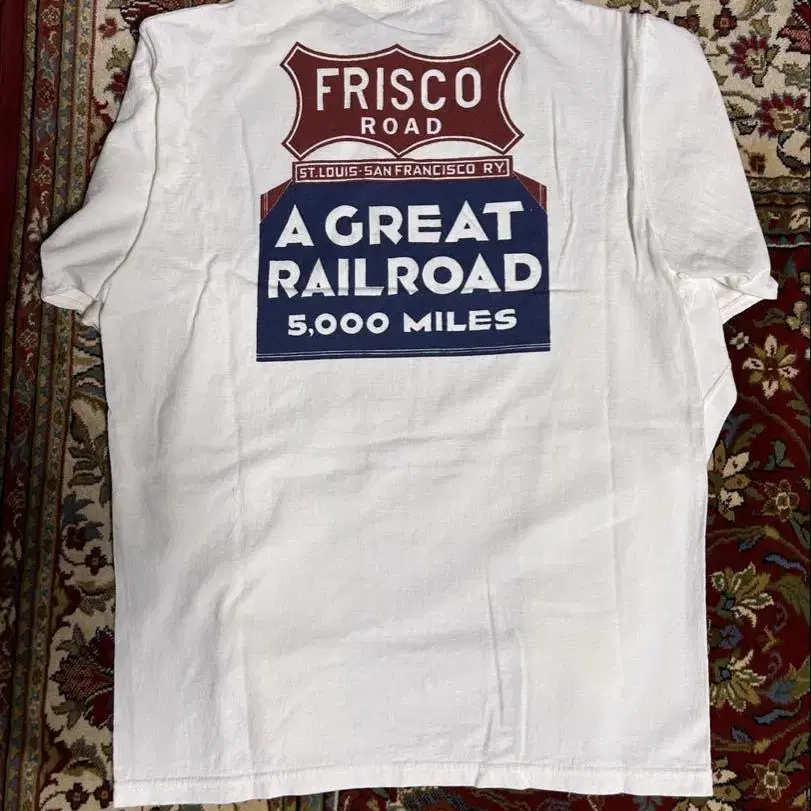 FRISCO
ROAD
ST.LOUIS-SAN FRANCISCO RY.
A GREAT
RAILROAD
5,000 MILES